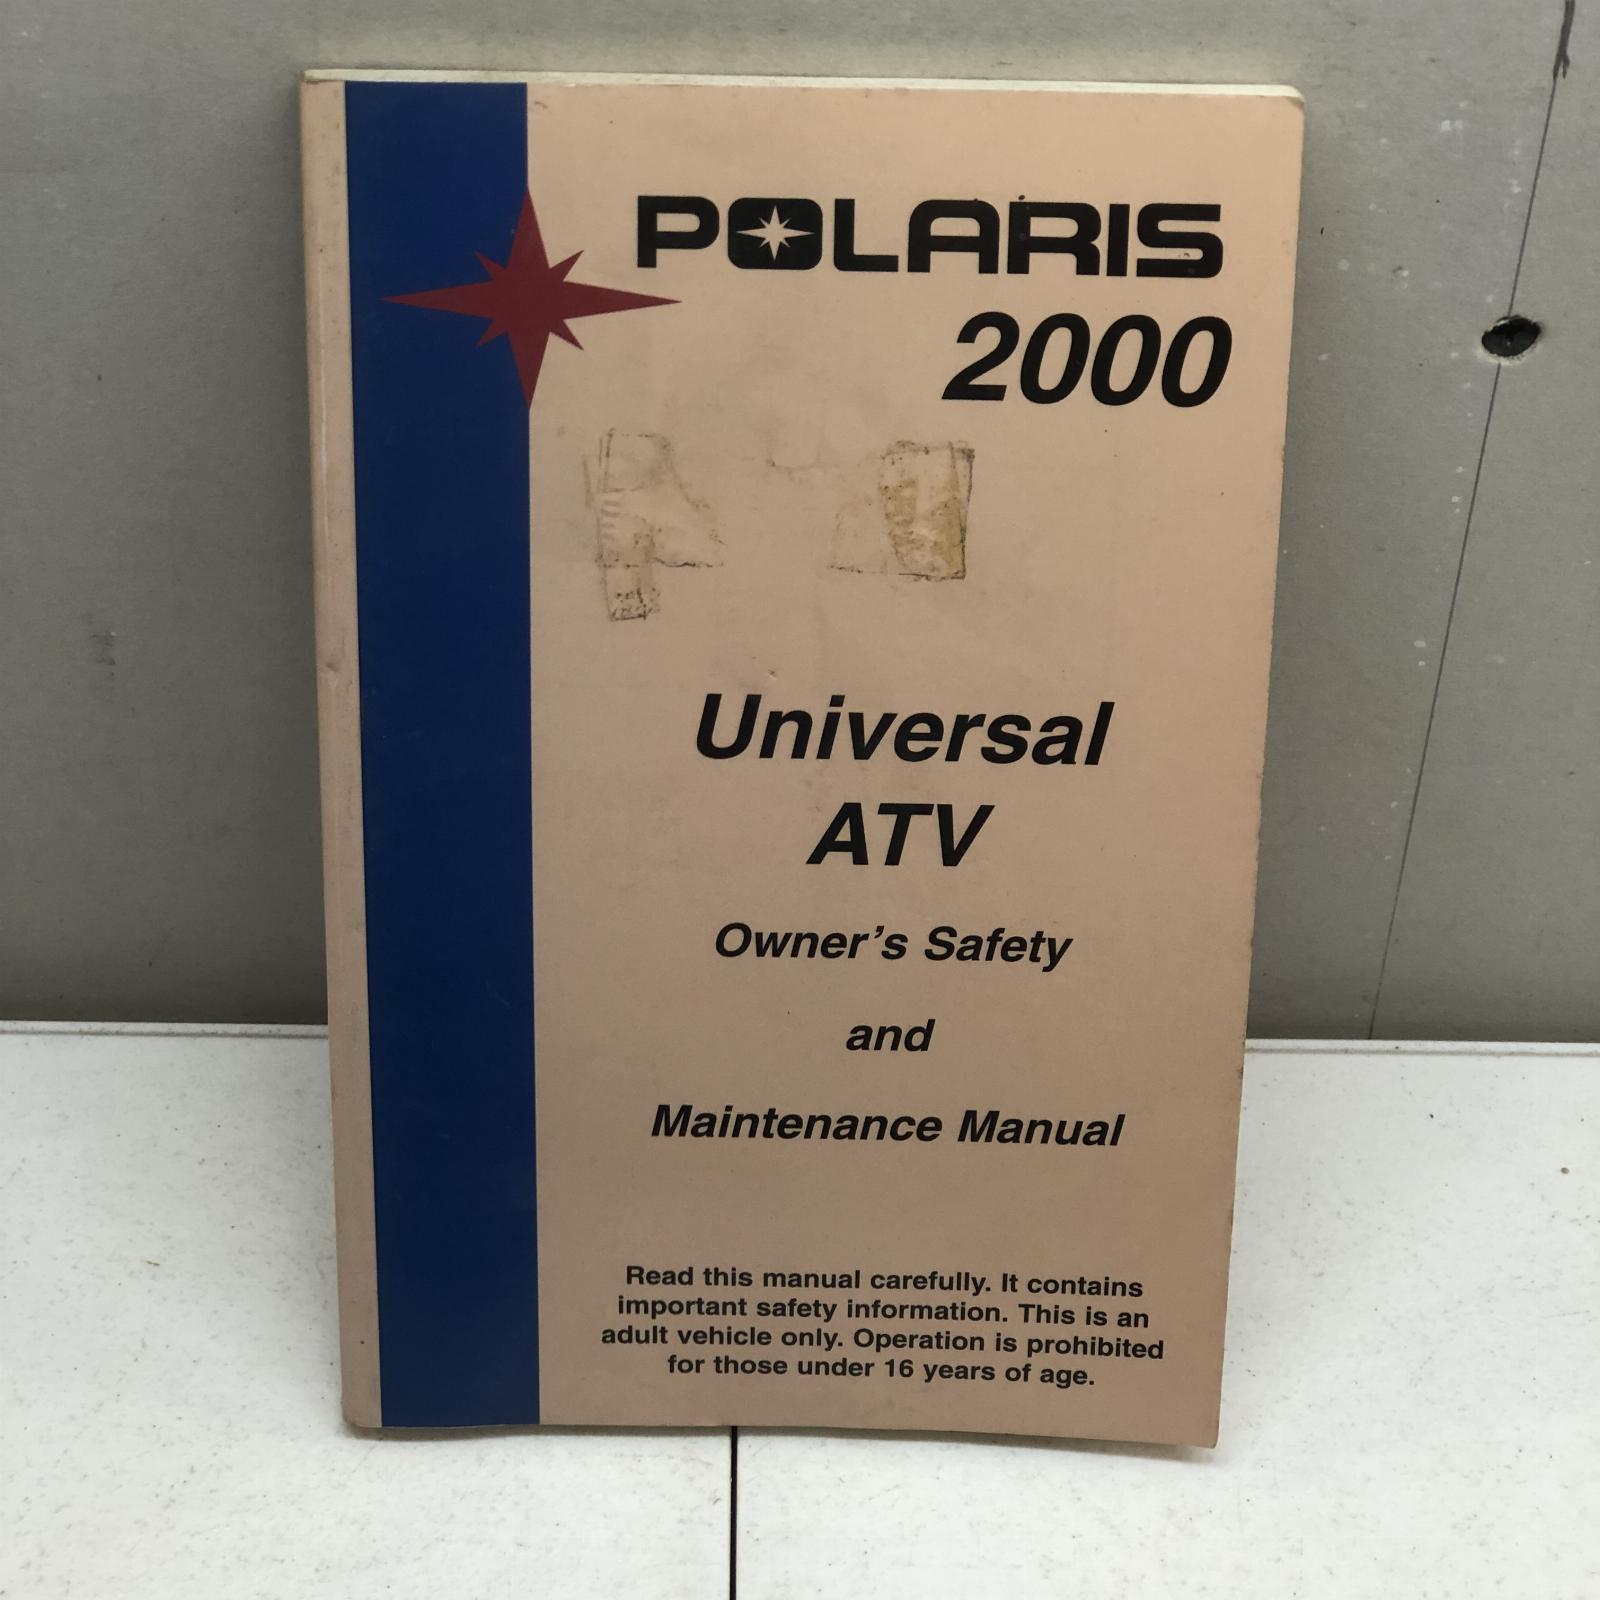 POLARIS
2000
Universal
ATV
Owner's Safety
and
Maintenance Manual
Read this manual carefully. It contains
important safety information. This is an
adult vehicle only. Operation is prohibited
for those under 16 years of age.